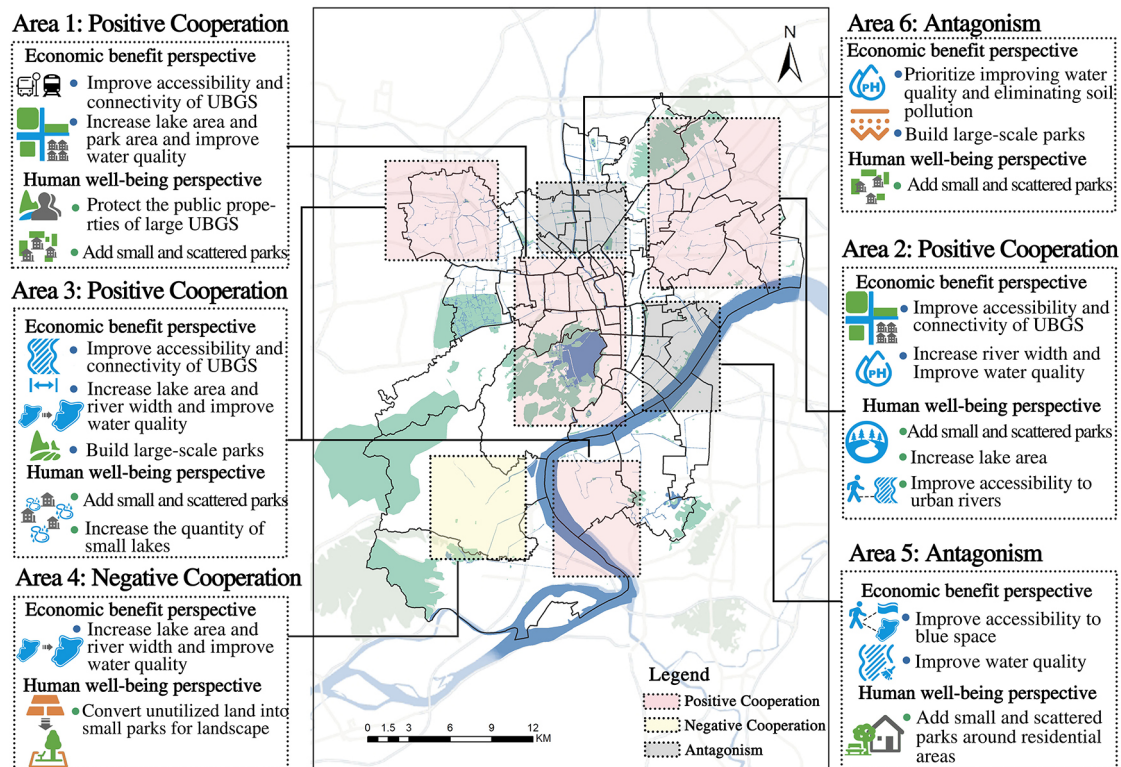 Area 1: Positive Cooperation
Economic benefit perspective
Improve accessibility and
connectivity of UBGS
Increase lake area and
park area and improve
water quality
Human well-being perspective
Protect the public prope-
rties of large UBGS
Add small and scattered parks
Area 3: Positive Cooperation
Economic benefit perspective
Improve accessibility and
connectivity of UBGS
Increase lake area and
river width and improve
water quality
Build large-scale parks
Human well-being perspective
Add small and scattered parks
Increase the quantity of
small lakes
Area 4: Negative Cooperation
Economic benefit perspective
Increase lake area and
river width and improve
water quality
Human well-being perspective
Convert unutilized land into
small parks for landscape
N
Legend
Positive Cooperation
Negative Cooperation
Antagonism
0 1.5 3 6 9 12
KM
Area 6: Antagonism
Economic benefit perspective
PH
Prioritize improving water
quality and eliminating soil
pollution
Build large-scale parks
Human well-being perspective
Add small and scattered parks
Area 2: Positive Cooperation
Economic benefit perspective
Improve accessibility and
connectivity of UBGS
PH
Increase river width and
Improve water quality
Human well-being perspective
Add small and scattered parks
Increase lake area
Improve accessibility to
urban rivers
Area 5: Antagonism
Economic benefit perspective
Improve accessibility to
blue space
Improve water quality
Human well-being perspective
Add small and scattered
parks around residential
areas